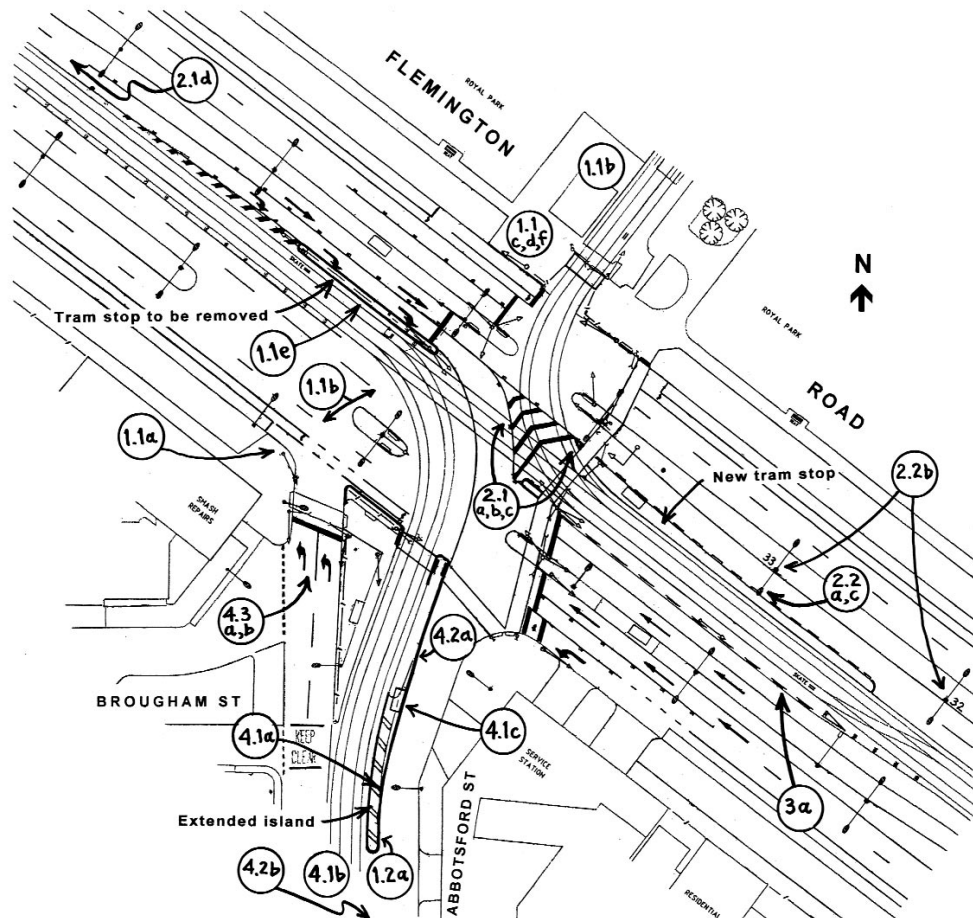 FLEMINGTON
ROYAL PARK
2.1d
1.1b
1.1
c,d,f
N
Tram stop to be removed
ROYAL PARK
1.1e
ROAD
1.1b
1.1a
New tram stop
2.2b
SMASH
REPAIRS
2.1
a,b,c
33
2.2
a,c
4.3
a,b
4.2a
BROUGHAM ST
32
4.1a
KEEP
CLEAR
4.1c
SERVICE
STATION
3a
Extended island
ABBOTSFORD ST
4.2b
4.1b
1.2a
RESIDENTIAL